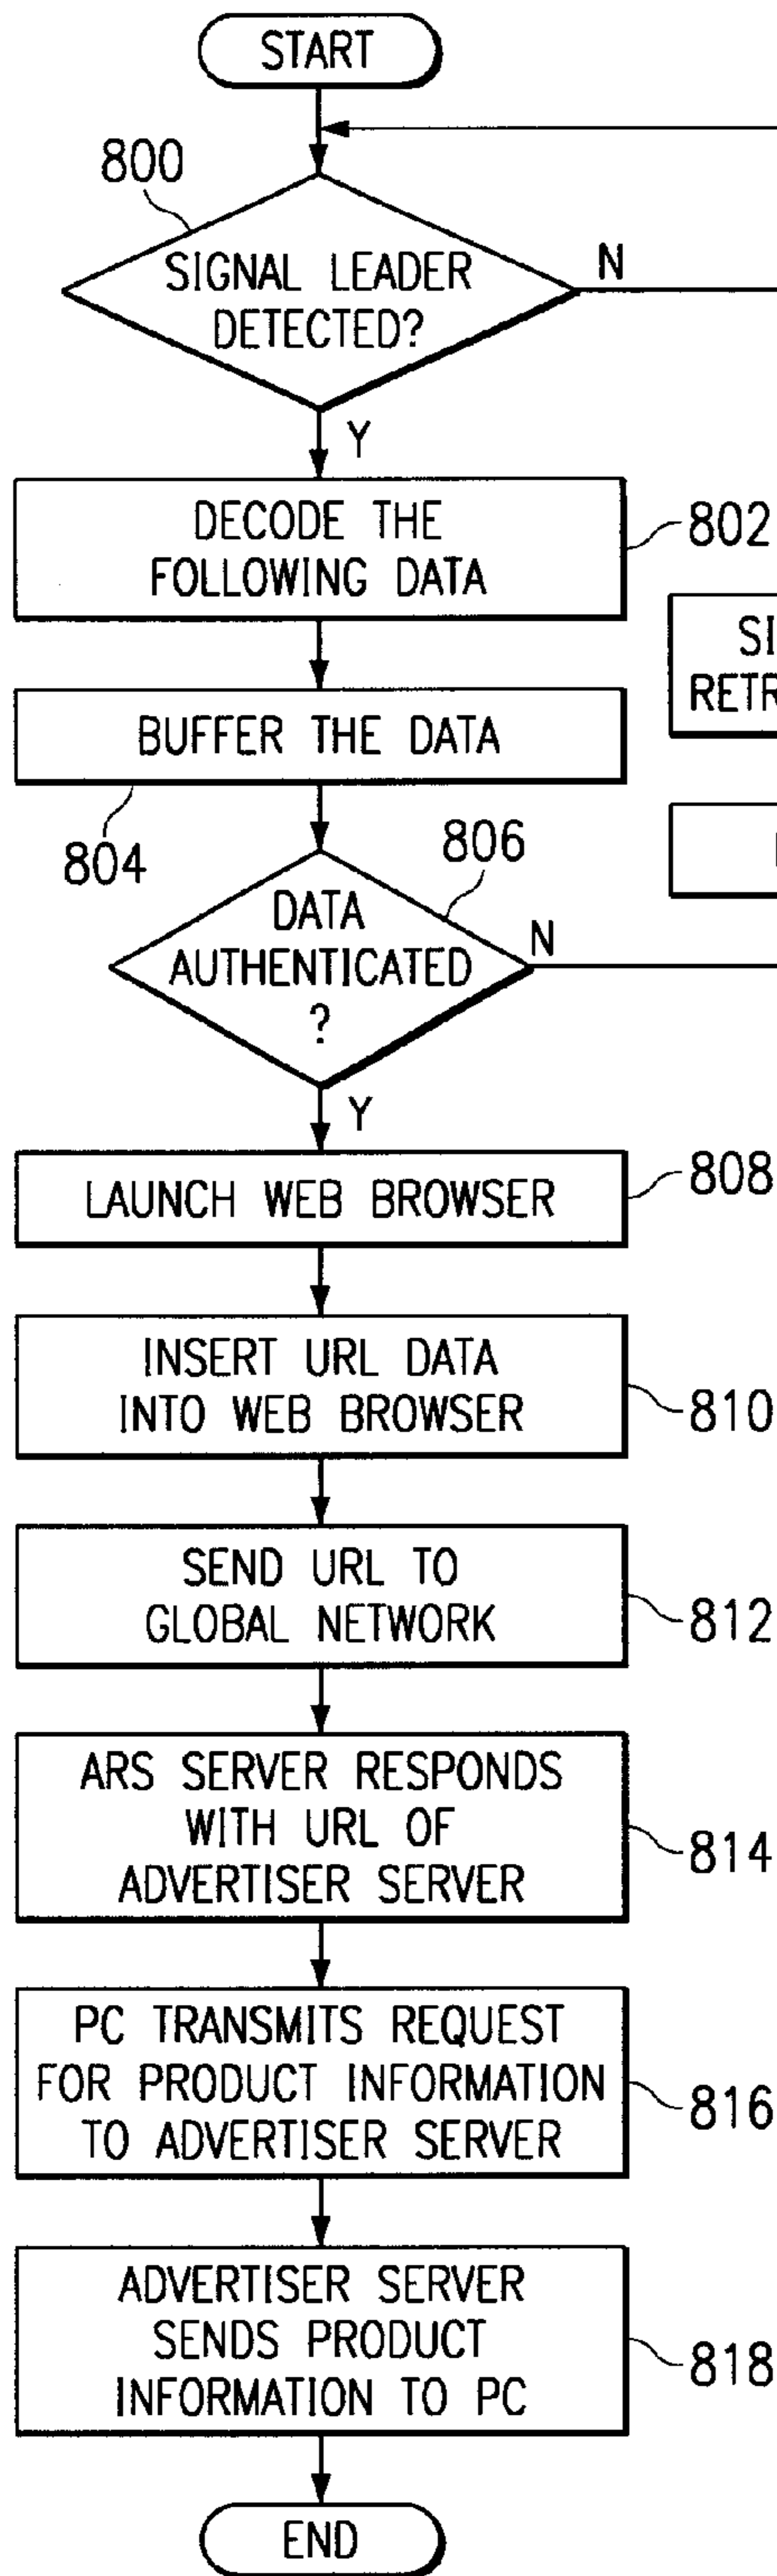 START
800
SIGNAL LEADER
DETECTED?
N
Y
DECODE THE
FOLLOWING DATA
802
BUFFER THE DATA
804
806
DATA
AUTHENTICATED
?
N
Y
LAUNCH WEB BROWSER
808
INSERT URL DATA
INTO WEB BROWSER
810
SEND URL TO
GLOBAL NETWORK
812
ARS SERVER RESPONDS
WITH URL OF
ADVERTISER SERVER
814
PC TRANSMITS REQUEST
FOR PRODUCT INFORMATION
TO ADVERTISER SERVER
816
ADVERTISER SERVER
SENDS PRODUCT
INFORMATION TO PC
818
END